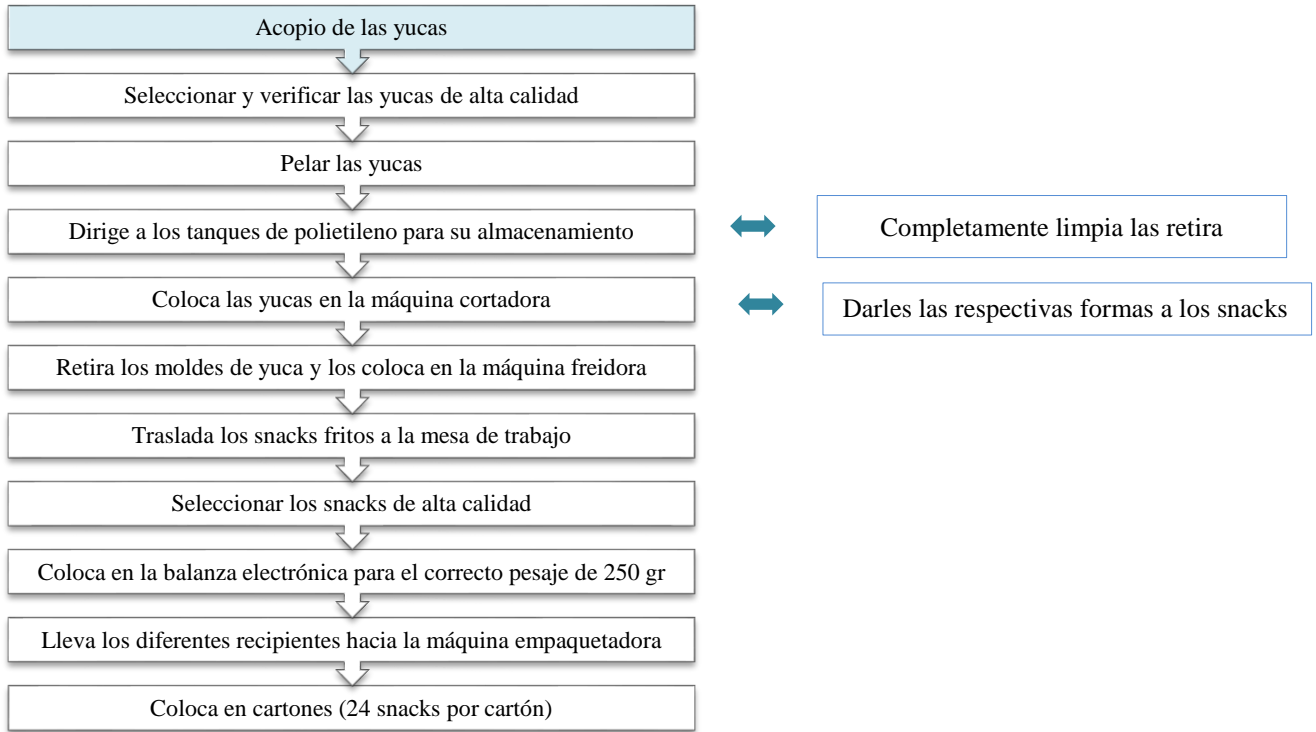 Acopio de las yucas
Seleccionar y verificar las yucas de alta calidad
Pelar las yucas
Dirige a los tanques de polietileno para su almacenamiento
Completamente limpia las retira
Coloca las yucas en la máquina cortadora
Darles las respectivas formas a los snacks
Retira los moldes de yuca y los coloca en la máquina freidora
Traslada los snacks fritos a la mesa de trabajo
Seleccionar los snacks de alta calidad
Coloca en la balanza electrónica para el correcto pesaje de 250 gr
Lleva los diferentes recipientes hacia la máquina empaquetadora
Coloca en cartones (24 snacks por cartón)